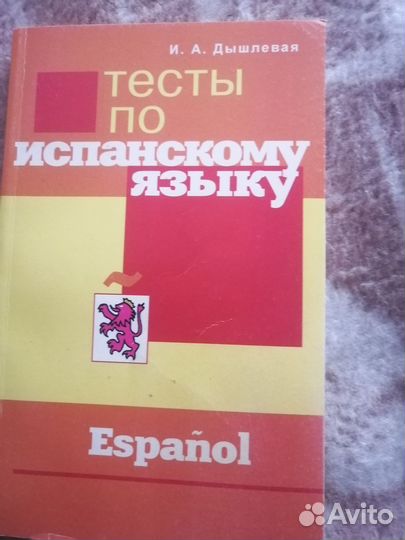 И. А. Дышлевая
тесты
по
испанскому
языку
Español
Avito